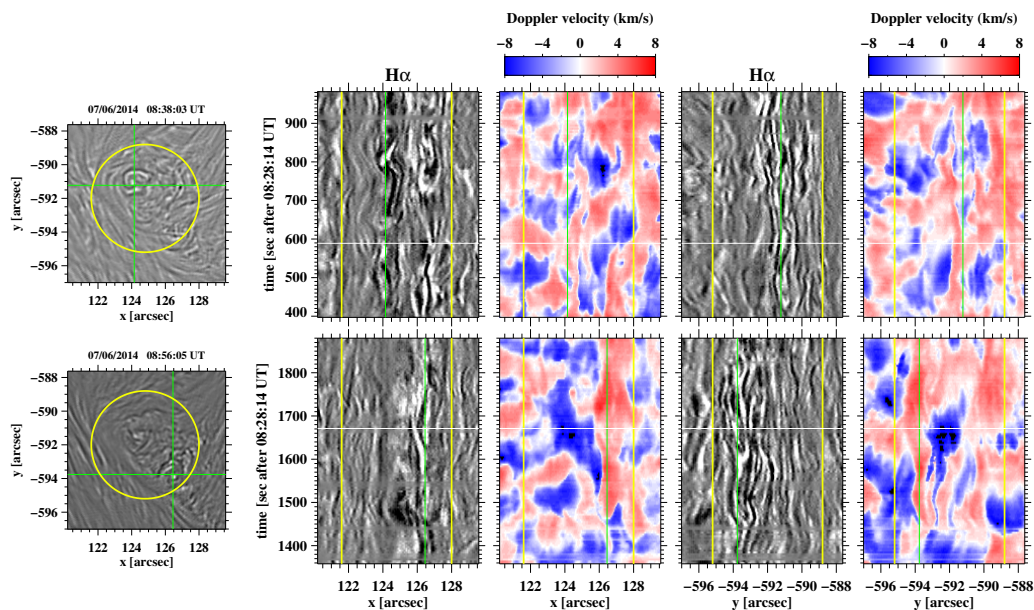 Doppler velocity (km/s)
Doppler velocity (km/s)
−8 −4 0 4 8
−8 −4 0 4 8
Hα
Hα
07/06/2014 08:38:03 UT
−588
−590
−592
−594
−596
y [arcsec]
122 124 126 128
x [arcsec]
900
800
700
600
500
400
time [sec after 08:28:14 UT]
07/06/2014 08:56:05 UT
−588
−590
−592
−594
−596
y [arcsec]
122 124 126 128
x [arcsec]
1800
1700
1600
1500
1400
time [sec after 08:28:14 UT]
122 124 126 128
x [arcsec]
122 124 126 128
x [arcsec]
−596 −594 −592 −590 −588
y [arcsec]
−596 −594 −592 −590 −588
y [arcsec]